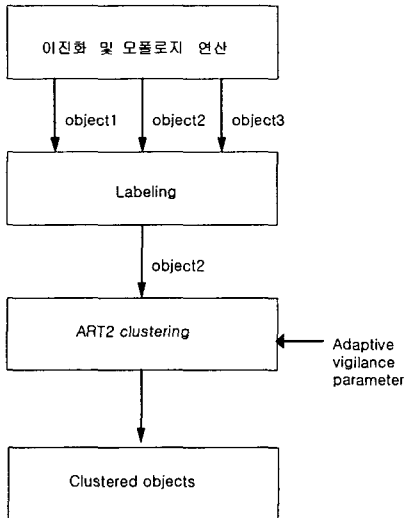 이진화 및 모폴로지 연산
object1 object2 object3
Labeling
object2
ART2 clustering
Adaptive
vigilance
parameter
Clustered objects